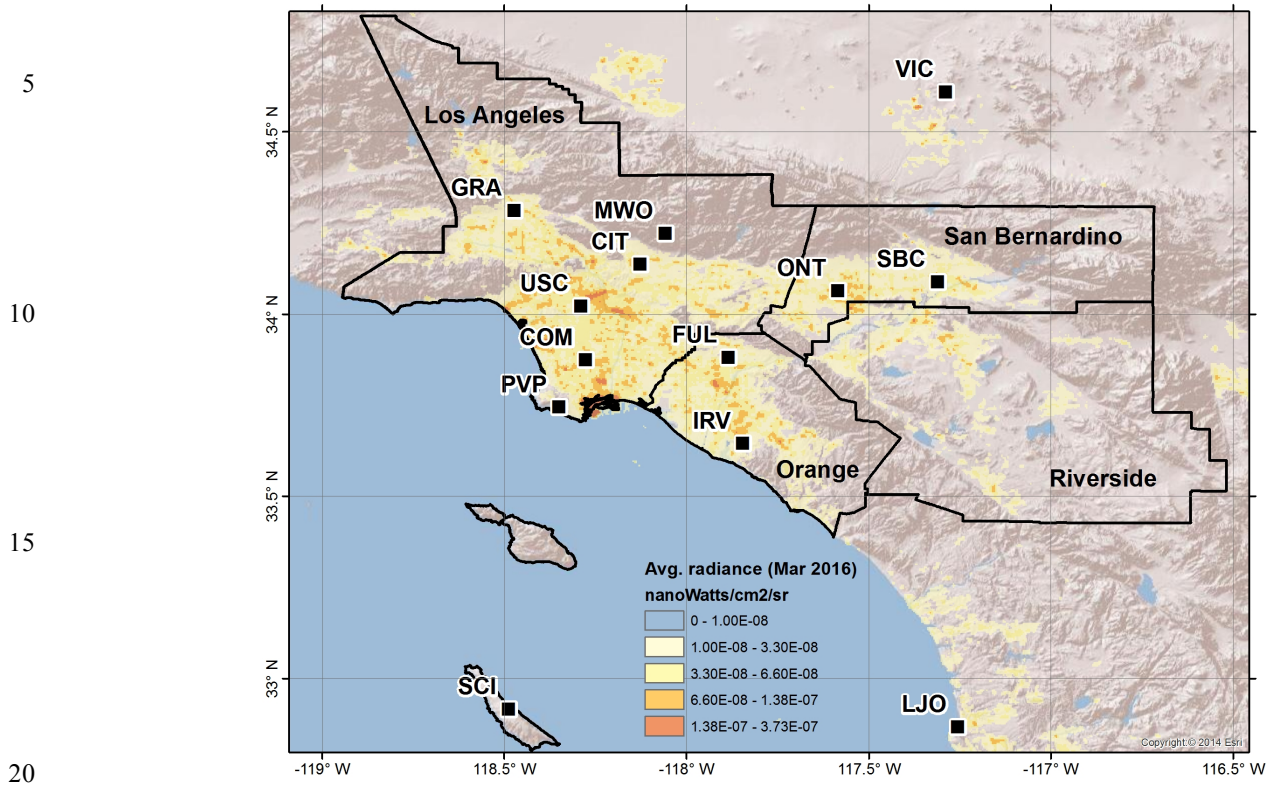 5
10
15
20
34.5° N
34° N
33.5° N
33° N
VIC
Los Angeles
GRA
MWO
CIT
San Bernardino
SBC
ONT
USC
COM
FUL
PVP
IRV
Orange
Riverside
Avg. radiance (Mar 2016)
nanoWatts/cm2/sr
0 - 1.00E-08
1.00E-08 - 3.30E-08
3.30E-08 - 6.60E-08
6.60E-08 - 1.38E-07
1.38E-07 - 3.73E-07
SCI
LJO
Copyright:© 2014 Esri
-119° W
118.5° W
-118° W
117.5° W
-117° W
116.5° W